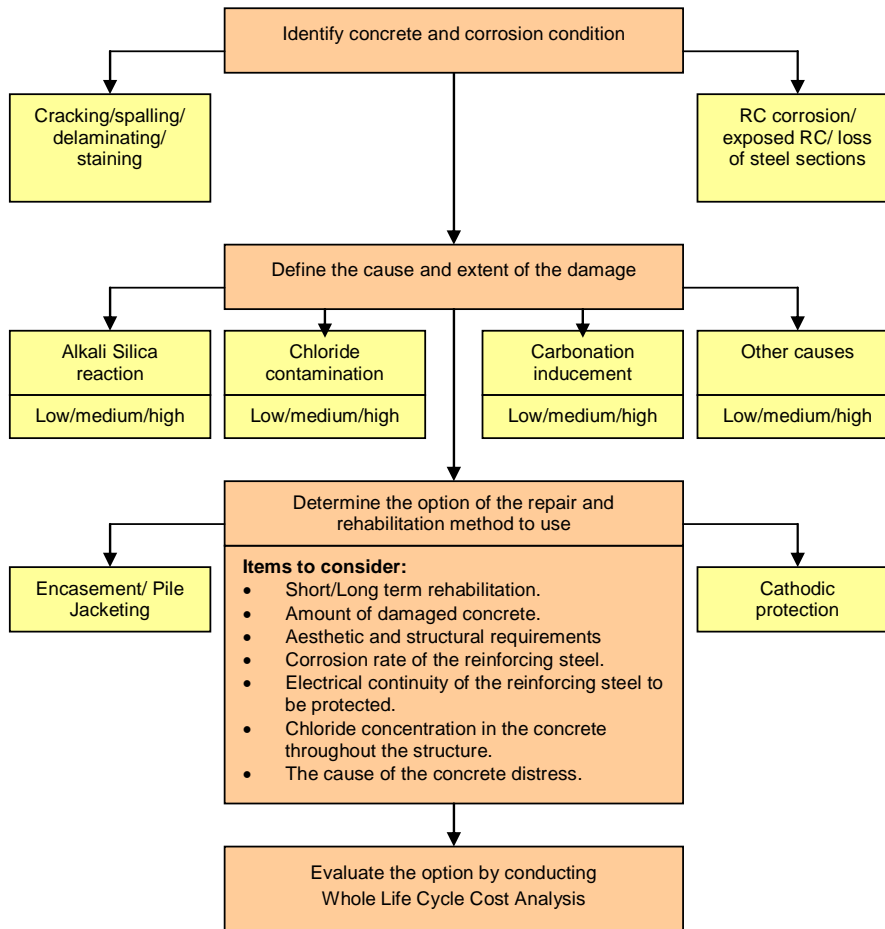 Identify concrete and corrosion condition
Cracking/spalling/
delaminating/
staining
RC corrosion/
exposed RC/ loss
of steel sections
Define the cause and extent of the damage
Alkali Silica
reaction
Low/medium/high
Chloride
contamination
Low/medium/high
Carbonation
inducement
Low/medium/high
Other causes
Low/medium/high
Determine the option of the repair and
rehabilitation method to use
Encasement/ Pile
Jacketing
Items to consider:
• Short/Long term rehabilitation.
• Amount of damaged concrete.
• Aesthetic and structural requirements
• Corrosion rate of the reinforcing steel.
• Electrical continuity of the reinforcing steel to
be protected.
• Chloride concentration in the concrete
throughout the structure.
• The cause of the concrete distress.
Cathodic
protection
Evaluate the option by conducting
Whole Life Cycle Cost Analysis